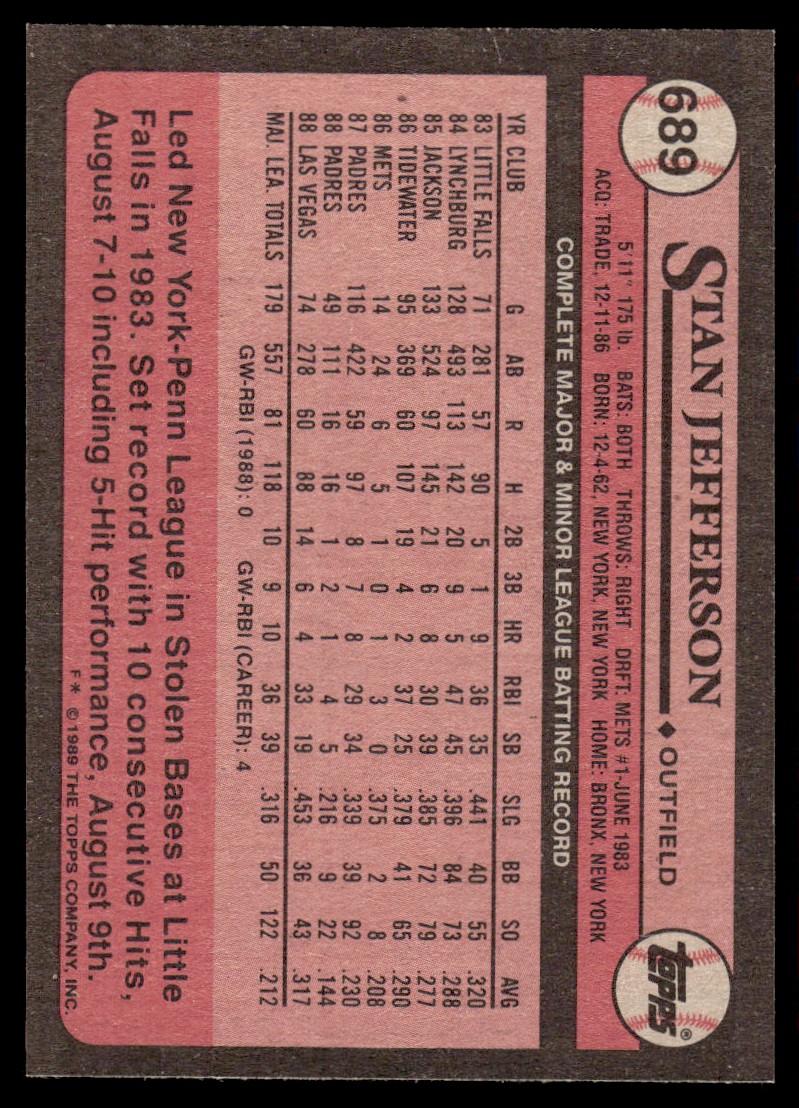 689
STAN JEFFERSON ◆ OUTFIELD
topps®
5'11" 175 lb. BATS: BOTH THROWS: RIGHT DRFT: METS #1-JUNE 1983
ACQ: TRADE, 12-11-86 BORN: 12-4-62, NEW YORK, NEW YORK HOME: BRONX, NEW YORK
COMPLETE MAJOR & MINOR LEAGUE BATTING RECORD
YR CLUB G AB R H 2B 3B HR RBI SB SLG BB SO AVG
83 LITTLE FALLS 71 281 57 90 5 1 9 36 35 .441 40 55 .320
84 LYNCHBURG 128 493 113 142 20 9 5 47 45 .396 84 73 .288
85 JACKSON 133 524 97 145 21 6 8 30 39 .385 72 79 .277
86 TIDEWATER 95 369 60 107 19 4 2 37 25 .379 41 65 .290
86 METS 14 24 6 5 1 0 1 3 0 .375 2 8 .208
87 PADRES 116 422 59 97 8 7 8 29 34 .339 39 92 .230
88 PADRES 49 111 16 16 1 2 1 4 5 .216 9 22 .144
88 LAS VEGAS 74 278 60 88 14 6 4 33 19 .453 36 43 .317
MAJ. LEA. TOTALS 179 557 81 118 10 9 10 36 39 .316 50 122 .212
GW-RBI (1988): 0 GW-RBI (CAREER): 4
Led New York-Penn League in Stolen Bases at Little
Falls in 1983. Set record with 10 consecutive Hits,
August 7-10 including 5-Hit performance, August 9th.
F* ©1989 THE TOPPS COMPANY, INC.